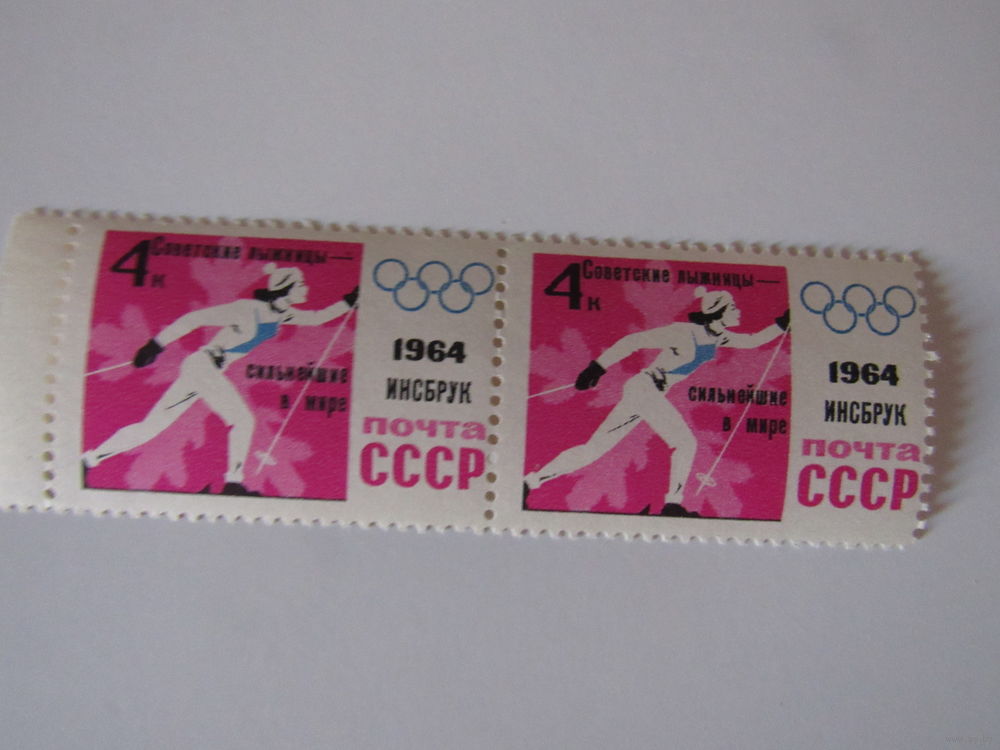 4к
Советские лыжницы—
сильнейшие
в мире
1964
ИНСБРУК
почта
СССР
4к
Советские лыжницы—
сильнейшие
в мире
1964
ИНСБРУК
почта
СССР